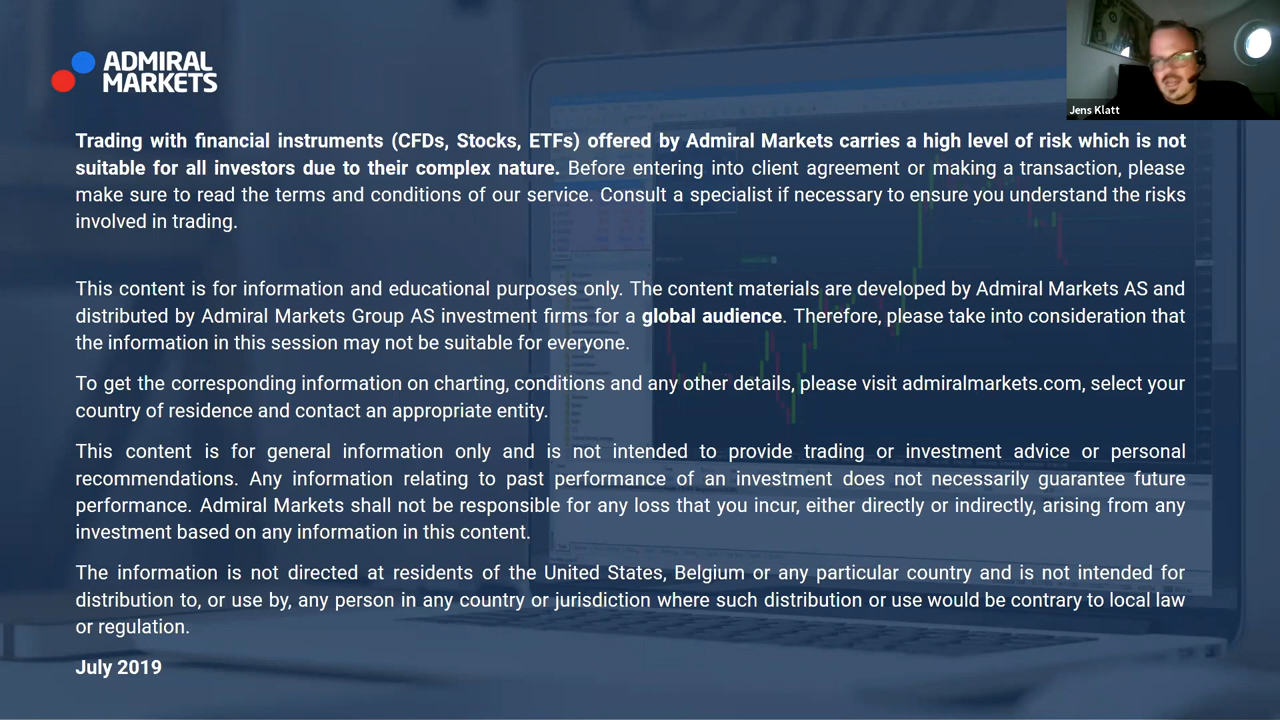 ADMIRAL
MARKETS
Jens Klatt
Trading with financial instruments (CFDs, Stocks, ETFs) offered by Admiral Markets carries a high level of risk which is not
suitable for all investors due to their complex nature. Before entering into client agreement or making a transaction, please
make sure to read the terms and conditions of our service. Consult a specialist if necessary to ensure you understand the risks
involved in trading.
This content is for information and educational purposes only. The content materials are developed by Admiral Markets AS and
distributed by Admiral Markets Group AS investment firms for a global audience. Therefore, please take into consideration that
the information in this session may not be suitable for everyone.
To get the corresponding information on charting, conditions and any other details, please visit admiralmarkets.com, select your
country of residence and contact an appropriate entity.
This content is for general information only and is not intended to provide trading or investment advice or personal
recommendations. Any information relating to past performance of an investment does not necessarily guarantee future
performance. Admiral Markets shall not be responsible for any loss that you incur, either directly or indirectly, arising from any
investment based on any information in this content.
The information is not directed at residents of the United States, Belgium or any particular country and is not intended for
distribution to, or use by, any person in any country or jurisdiction where such distribution or use would be contrary to local law
or regulation.
July 2019